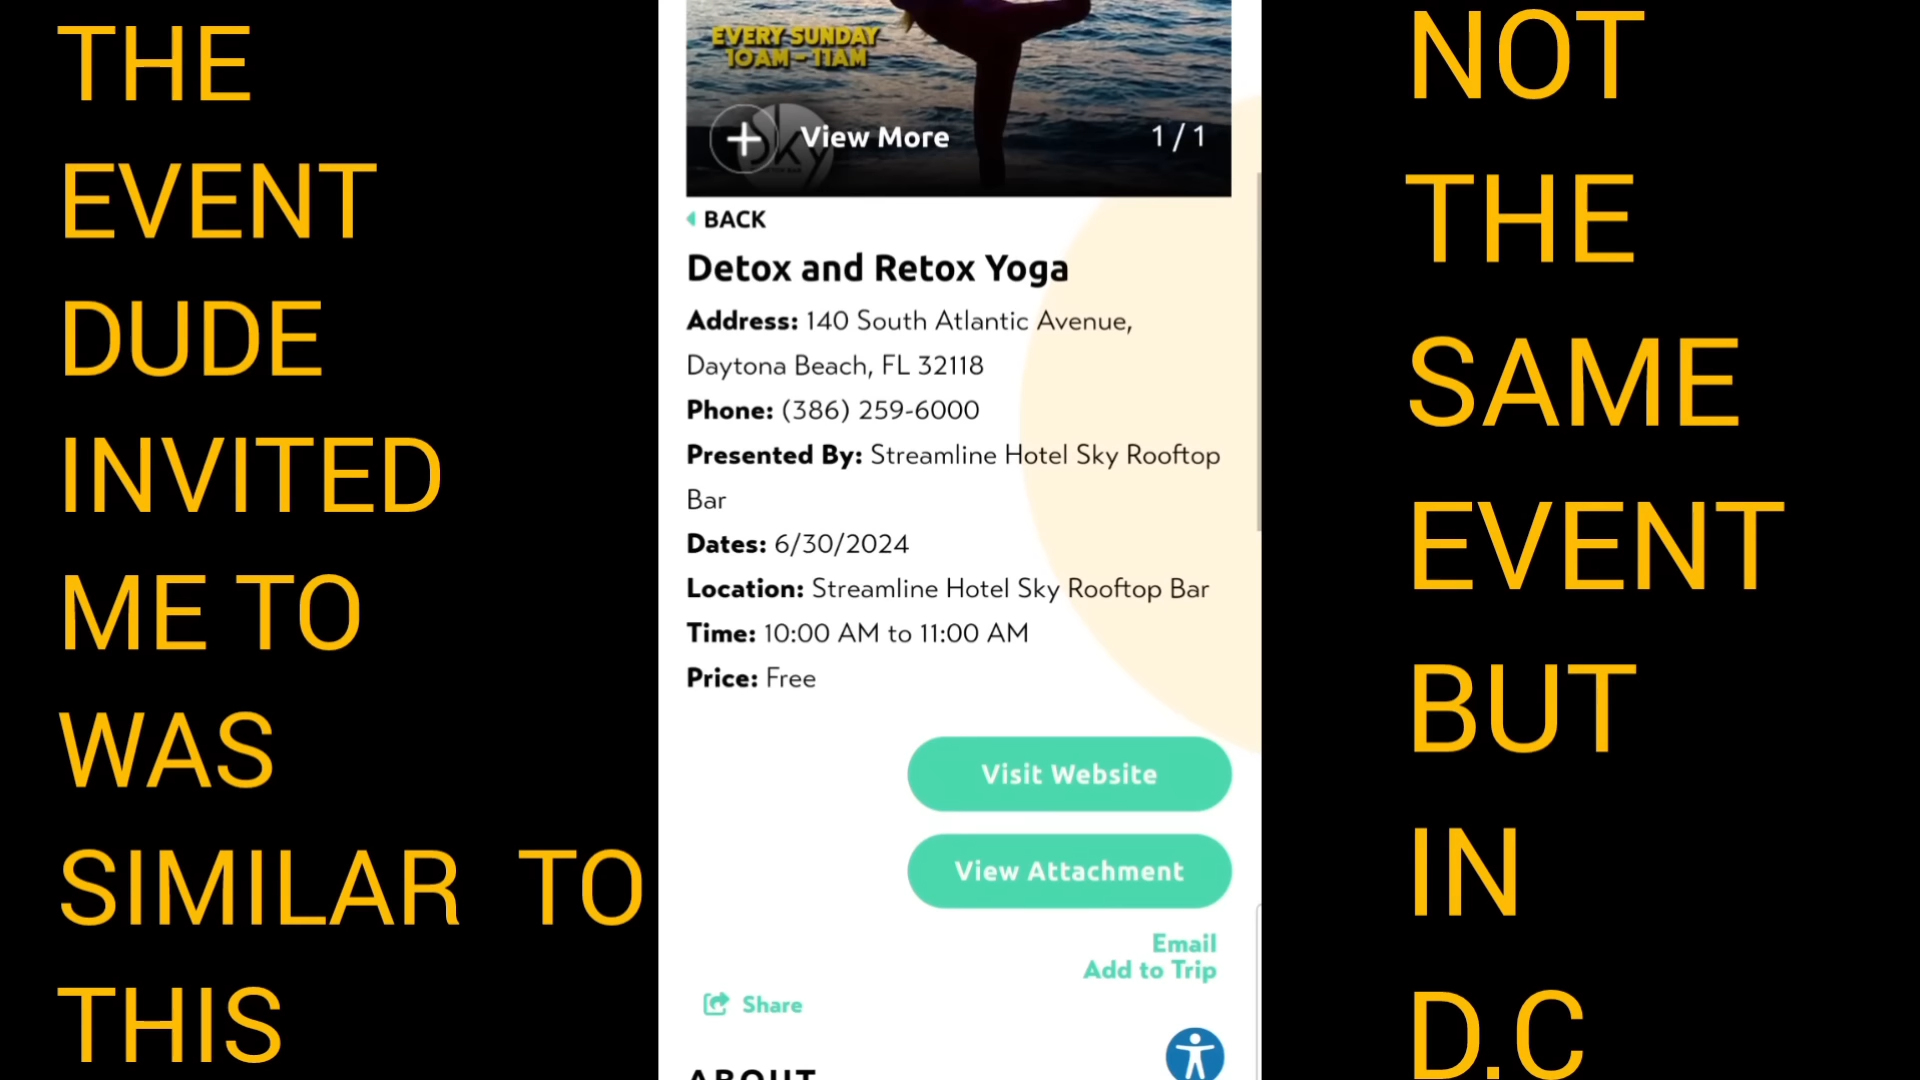 THE
EVENT
DUDE
INVITED
ME TO
WAS
SIMILAR TO
THIS
EVERY SUNDAY
10AM - 11AM
Sky
View More
1 / 1
BACK
Detox and Retox Yoga
Address: 140 South Atlantic Avenue,
Daytona Beach, FL 32118
Phone: (386) 259-6000
Presented By: Streamline Hotel Sky Rooftop
Bar
Dates: 6/30/2024
Location: Streamline Hotel Sky Rooftop Bar
Time: 10:00 AM to 11:00 AM
Price: Free
Visit Website
View Attachment
Email
Add to Trip
Share
ABOUT
NOT
THE
SAME
EVENT
BUT
IN
D.C